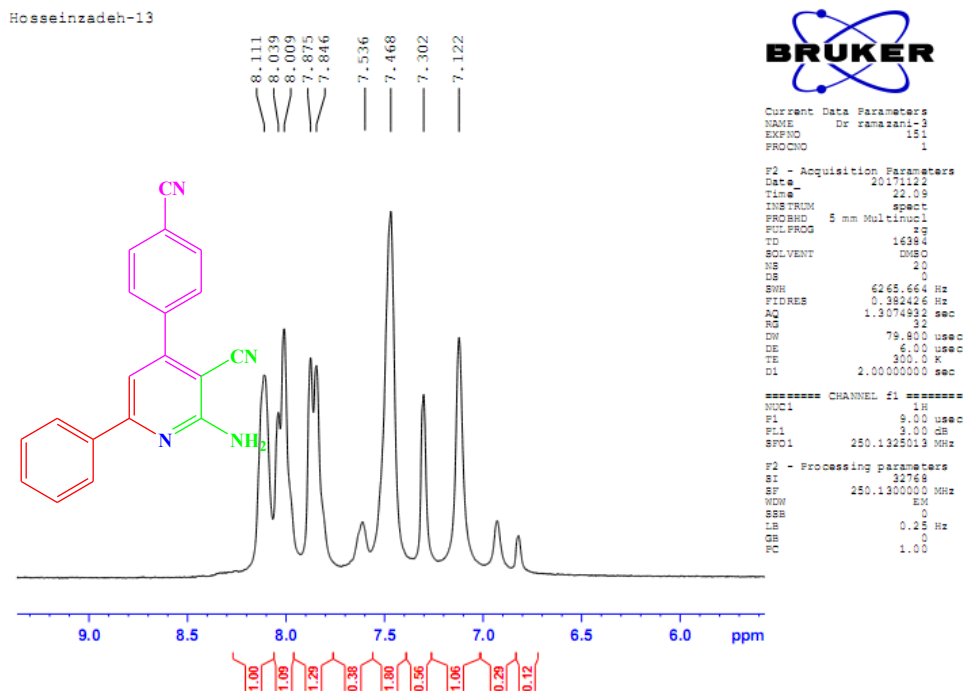 Hosseinzadeh-13
8.111
8.039
8.009
7.875
7.846
7.536
7.468
7.302
7.122
BRUKER
Current Data Parameters
NAME Dr ramazani-3
EXPNO 151
PROCNO 1
F2 - Acquisition Parameters
Date_ 20171122
Time 22.09
INSTRUM spect
PROBHD 5 mm Multinucl
PULPROG zg
TD 16384
SOLVENT DMSO
NS 20
DS 0
SWH 6265.664 Hz
FIDRES 0.382426 Hz
AQ 1.3074932 sec
RG 32
DW 79.800 usec
DE 6.00 usec
TE 300.0 K
D1 2.00000000 sec
======== CHANNEL f1 ========
NUC1 1H
P1 9.00 usec
PL1 3.00 dB
SFO1 250.1325013 MHz
F2 - Processing parameters
SI 32768
SF 250.1300000 MHz
WDW EM
SSB 0
LB 0.25 Hz
GB 0
PC 1.00
CN
CN
N
NH2
9.0 8.5 8.0 7.5 7.0 6.5 6.0 ppm
1.00
1.09
1.29
0.38
1.80
0.56
1.06
0.29
0.12